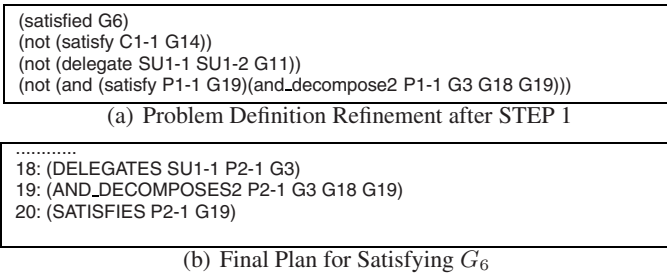 (satisfied G6)
(not (satisfy C1-1 G14))
(not (delegate SU1-1 SU1-2 G11))
(not (and (satisfy P1-1 G19)(and_decompose2 P1-1 G3 G18 G19)))
(a) Problem Definition Refinement after STEP 1
............
18: (DELEGATES SU1-1 P2-1 G3)
19: (AND_DECOMPOSES2 P2-1 G3 G18 G19)
20: (SATISFIES P2-1 G19)
(b) Final Plan for Satisfying G6